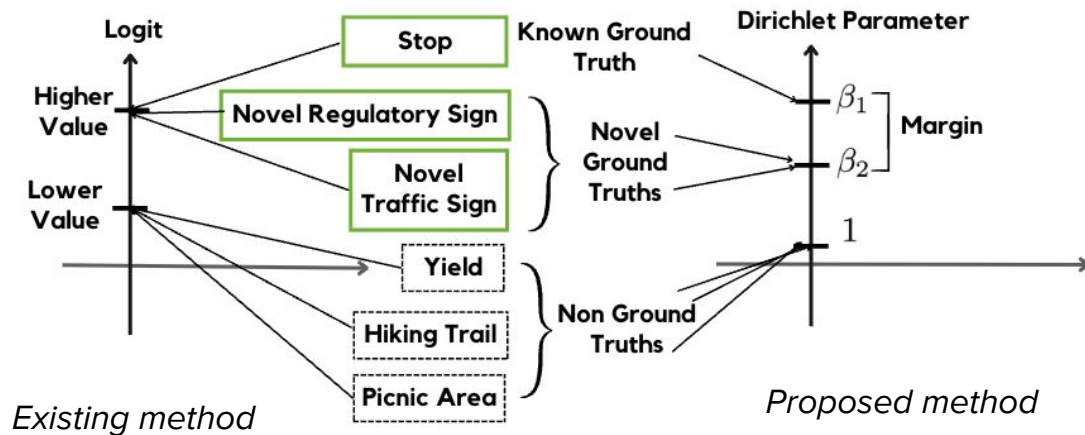 Logit
Higher
Value
Lower
Value
Stop
Novel Regulatory Sign
Novel
Traffic Sign
Yield
Hiking Trail
Picnic Area
Existing method
Known Ground
Truth
Novel
Ground
Truths
Non Ground
Truths
Dirichlet Parameter
β₁
Margin
β₂
1
Proposed method